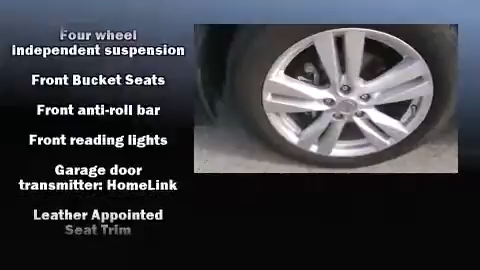 Four wheel
independent suspension
Front Bucket Seats
Front anti-roll bar
Front reading lights
Garage door
transmitter: HomeLink
Leather Appointed
Seat Trim